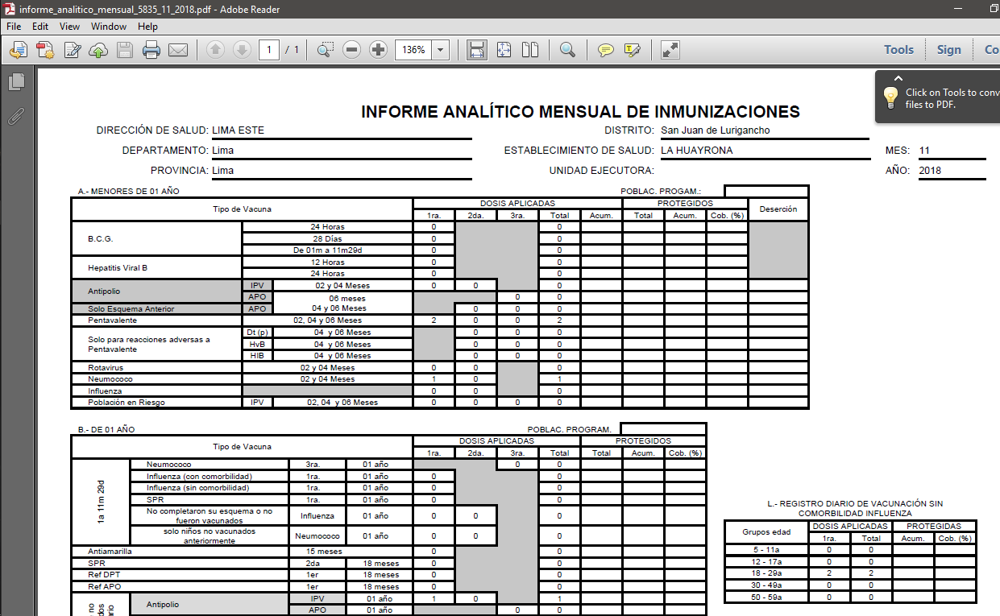 informe_analitico_mensual_5835_11_2018.pdf - Adobe Reader
File Edit View Window Help
1 / 1 136% Tools Sign Co
Click on Tools to conv
files to PDF.
INFORME ANALÍTICO MENSUAL DE INMUNIZACIONES
DIRECCIÓN DE SALUD: LIMA ESTE DISTRITO: San Juan de Lurigancho
DEPARTAMENTO: Lima ESTABLECIMIENTO DE SALUD: LA HUAYRONA MES: 11
PROVINCIA: Lima UNIDAD EJECUTORA: AÑO: 2018
A.- MENORES DE 01 AÑO POBLAC. PROGAM.:
Tipo de Vacuna DOSIS APLICADAS PROTEGIDOS Deserción
1ra. 2da. 3ra. Total Acum. Total Acum. Cob. (%)
B.C.G. 24 Horas 0 0
28 Días 0 0
De 01m a 11m29d 0 0
Hepatitis Viral B 12 Horas 0 0
24 Horas 0 0
Antipolio IPV 02 y 04 Meses 0 0 0
APO 06 meses 0 0
Solo Esquema Anterior APO 04 y 06 Meses 0 0 0
Pentavalente 02, 04 y 06 Meses 2 0 0 2
Solo para reacciones adversas a
Pentavalente
Dt (p) 04 y 06 Meses 0 0 0
HvB 04 y 06 Meses 0 0 0
HIB 04 y 06 Meses 0 0 0
Rotavirus 02 y 04 Meses 0 0 0
Neumococo 02 y 04 Meses 1 0 1
Influenza 0 0 0
Población en Riesgo IPV 02, 04 y 06 Meses 0 0 0 0
B.- DE 01 AÑO POBLAC. PROGRAM.
Tipo de Vacuna DOSIS APLICADAS PROTEGIDOS
1ra. 2da. 3ra. Total Total Acum. Cob. (%)
1a 11m 29d
Neumococo 3ra. 01 año 0 0
Influenza (con comorbilidad) 1ra. 01 año 0 0
Influenza (sin comorbilidad) 1ra. 01 año 0 0
SPR 1ra. 01 año 0 0
No completaron su esquema o no
fueron vacunados
Influenza 01 año 0 0 0
solo niños no vacunados
anteriormente
Neumococo 01 año 0 0 0
Antiamarilla 15 meses 0 0
SPR 2da 18 meses 0 0
Ref DPT 1er 18 meses 0 0
Ref APO 1er 18 meses 0 0
Antipolio IPV 01 año 1 0 1
APO 01 año 0 0
L.- REGISTRO DIARIO DE VACUNACIÓN SIN
COMORBILIDAD INFLUENZA
Grupos edad DOSIS APLICADAS PROTEGIDAS
1ra. Total Acum. Cob. (%)
5 - 11a 0 0
12 - 17a 0 0
18 - 29a 2 2
30 - 49a 0 0
50 - 59a 0 0